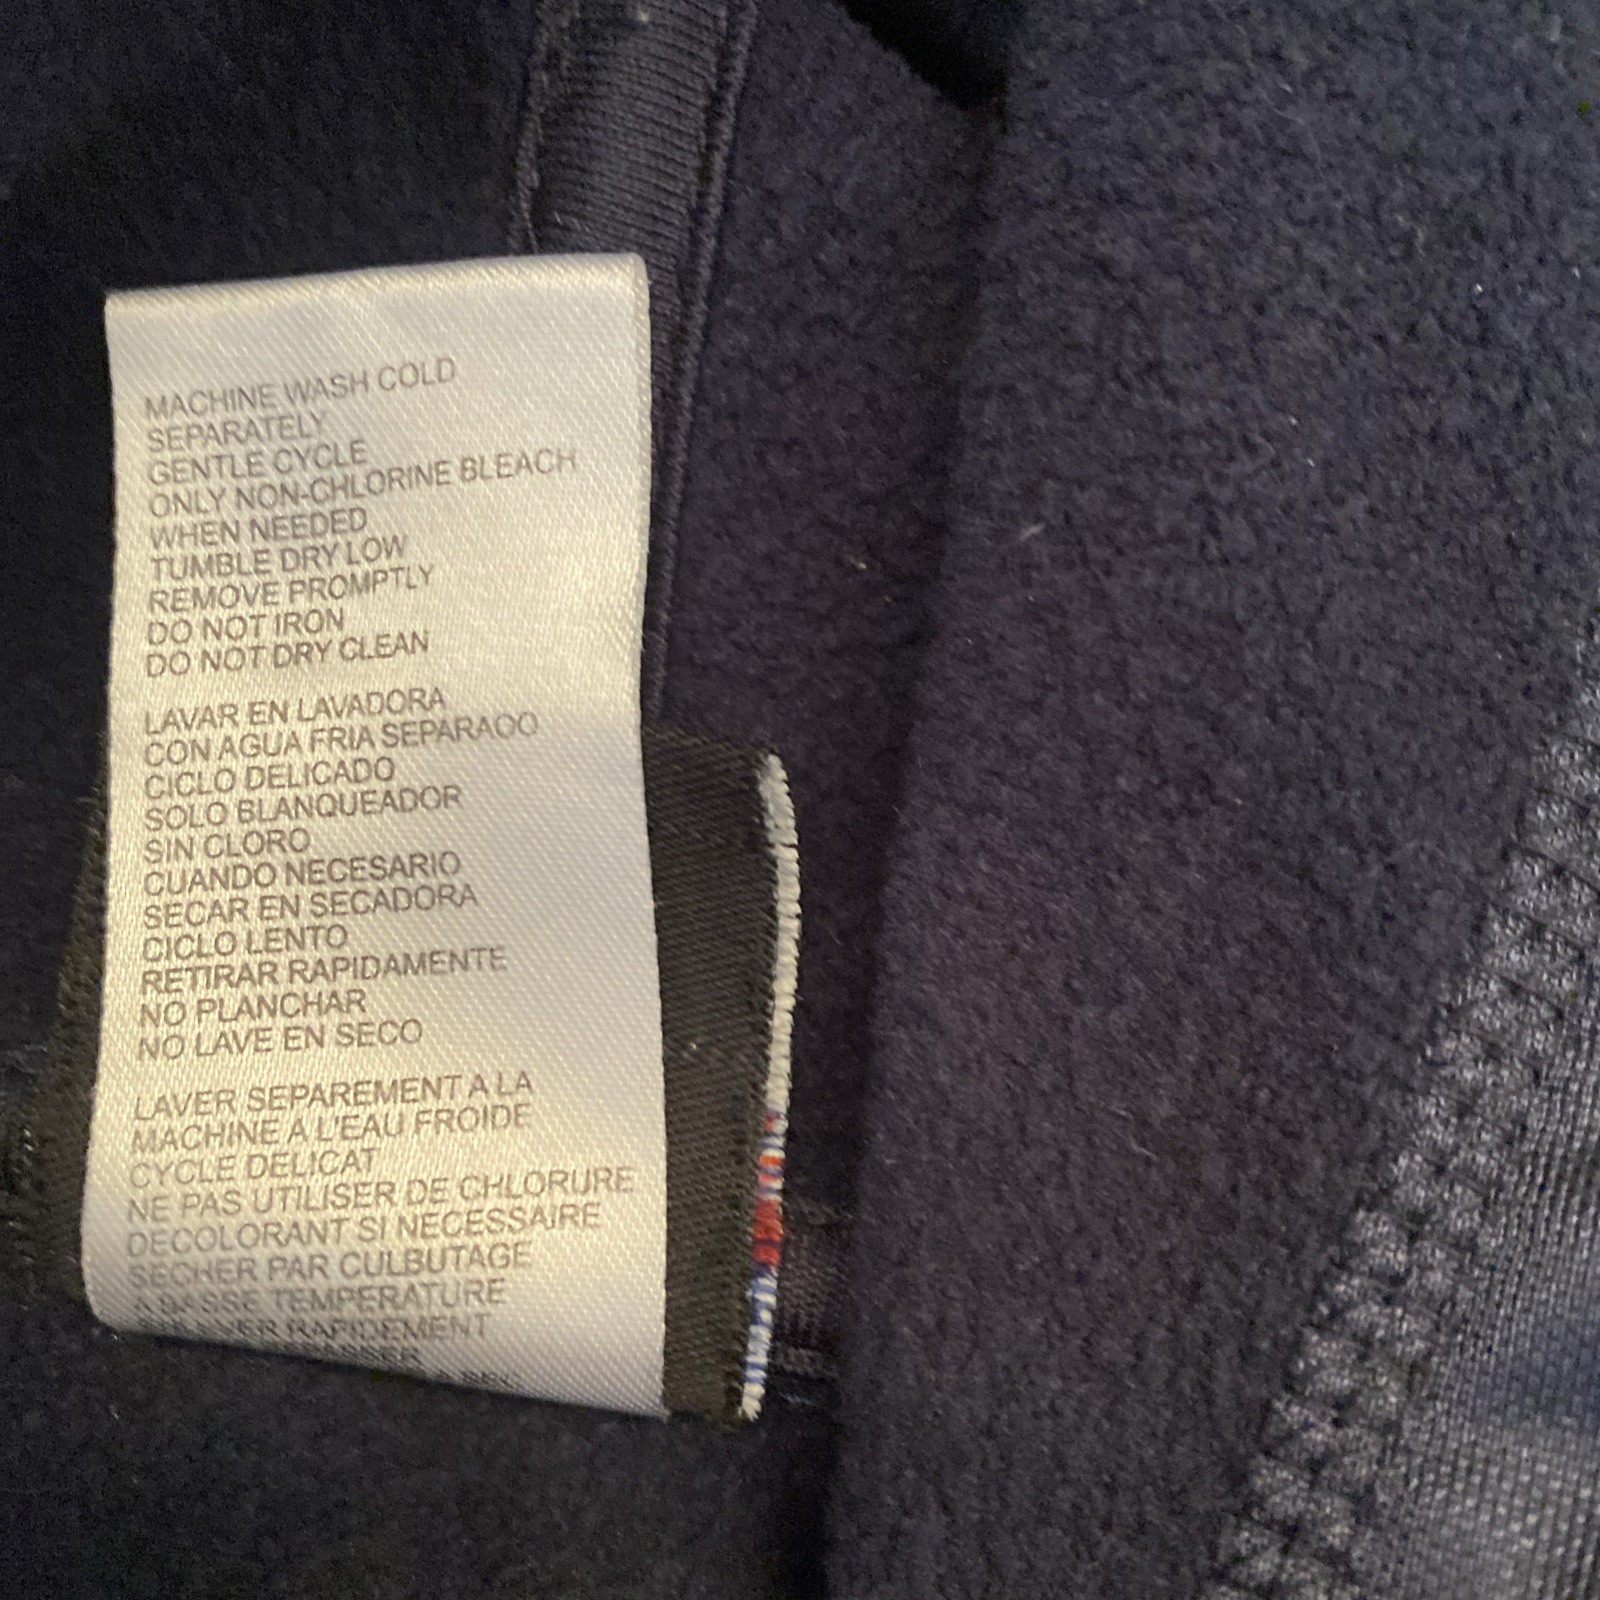 MACHINE WASH COLD
SEPARATELY
GENTLE CYCLE
ONLY NON-CHLORINE BLEACH
WHEN NEEDED
TUMBLE DRY LOW
REMOVE PROMPTLY
DO NOT IRON
DO NOT DRY CLEAN
LAVAR EN LAVADORA
CON AGUA FRIA SEPARADO
CICLO DELICADO
SOLO BLANQUEADOR
SIN CLORO
CUANDO NECESARIO
SECAR EN SECADORA
CICLO LENTO
RETIRAR RAPIDAMENTE
NO PLANCHAR
NO LAVE EN SECO
LAVER SEPAREMENT A LA
MACHINE A L'EAU FROIDE
CYCLE DELICAT
NE PAS UTILISER DE CHLORURE
DECOLORANT SI NECESSAIRE
SECHER PAR CULBUTAGE
A BASSE TEMPERATURE
RAPIDEMENT